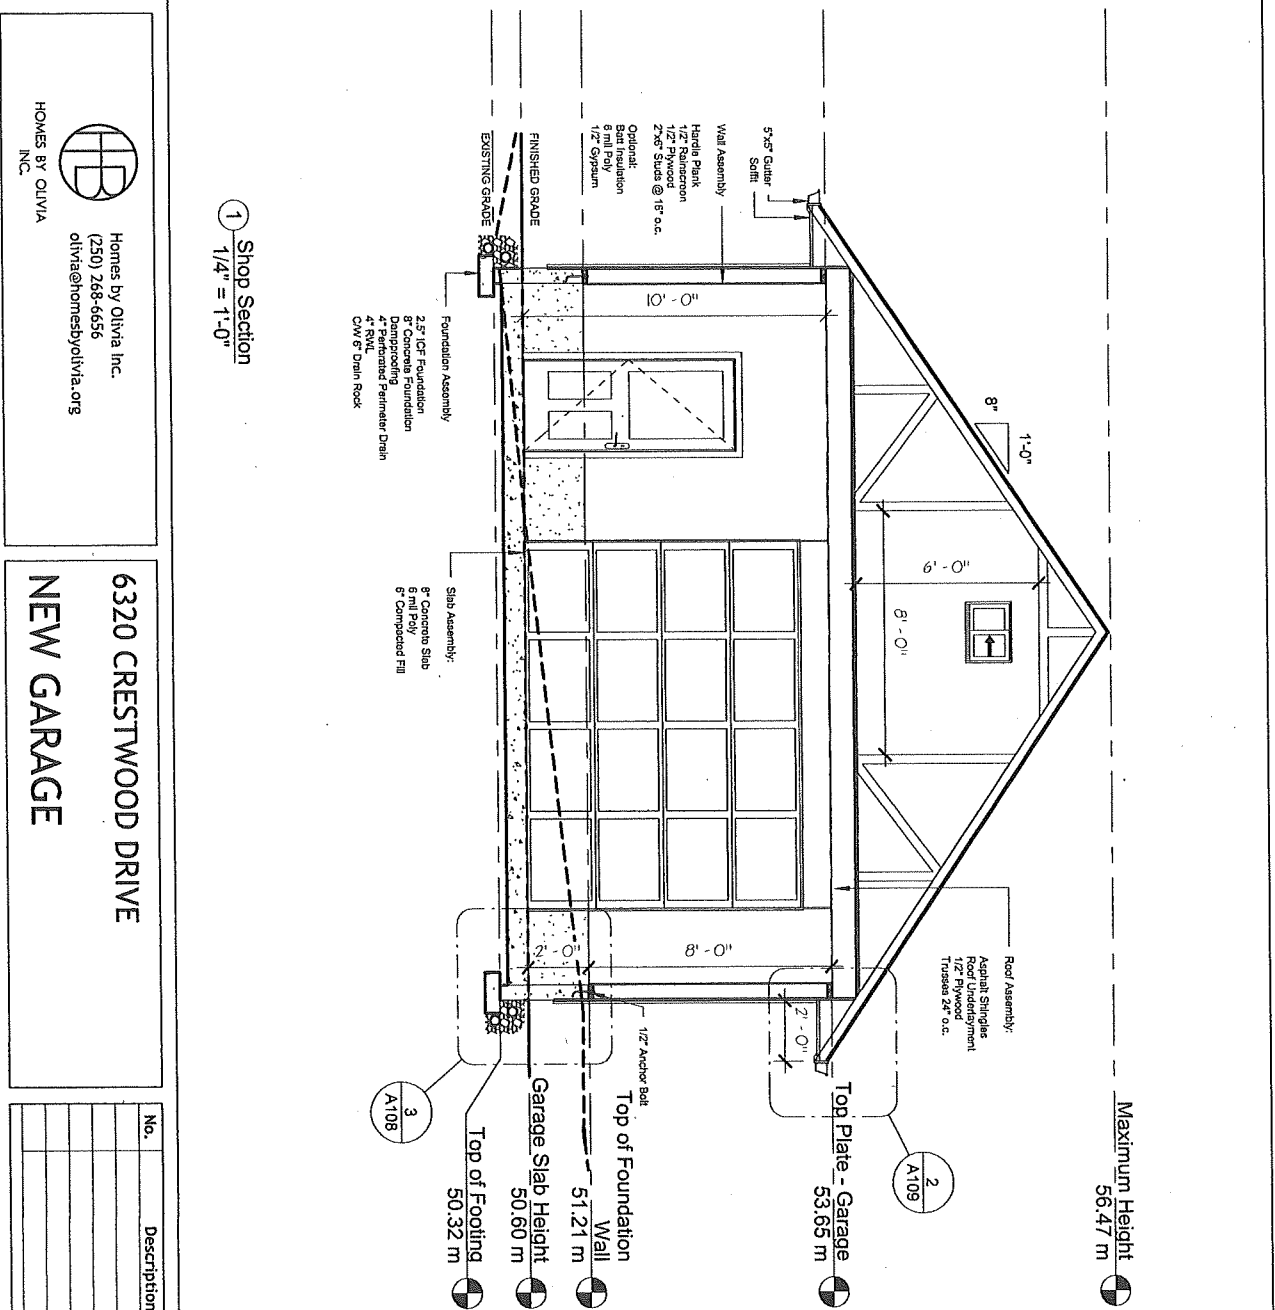 5"x5" Gutter
Soffit
Wall Assembly
Hardie Plank
1/2" Rainscreen
1/2" Plywood
2"x6" Studs @ 16" o.c.
Optional:
Batt Insulation
6 mil Poly
1/2" Gypsum
FINISHED GRADE
EXISTING GRADE
8"
1'-0"
10' - 0"
6' - 0"
8' - 0"
2' - 0"
8' - 0"
2' - 0"
Foundation Assembly
2.5" ICF Foundation
8" Concrete Foundation
Dampproofing
4" Perforated Perimeter Drain
4" RWL
C/W 6" Drain Rock
Slab Assembly:
6" Concrete Slab
6 mil Poly
6" Compacted Fill
Roof Assembly:
Asphalt Shingles
Roof Underlayment
1/2" Plywood
Trusses 24" o.c.
1/2" Anchor Bolt
2
A109
3
A108
Maximum Height
56.47 m
Top Plate - Garage
53.65 m
Top of Foundation
Wall
51.21 m
Garage Slab Height
50.60 m
Top of Footing
50.32 m
1
Shop Section
1/4" = 1'-0"
HB
HOMES BY OLIVIA
INC.
Homes by Olivia Inc.
(250) 268-6656
olivia@homesbyolivia.org
6320 CRESTWOOD DRIVE
NEW GARAGE
No.
Description